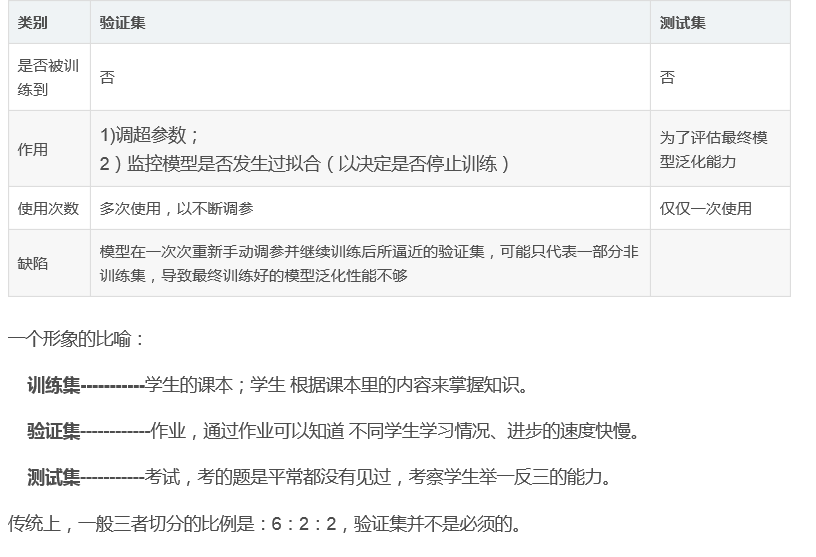 类别 验证集 测试集
是否被训
练到 否 否
作用 1)调超参数；
2）监控模型是否发生过拟合（以决定是否停止训练） 为了评估最终模
型泛化能力
使用次数 多次使用，以不断调参 仅仅一次使用
缺陷 模型在一次次重新手动调参并继续训练后所逼近的验证集，可能只代表一部分非
训练集，导致最终训练好的模型泛化性能不够
一个形象的比喻：
训练集-----------学生的课本；学生 根据课本里的内容来掌握知识。
验证集------------作业，通过作业可以知道 不同学生学习情况、进步的速度快慢。
测试集-----------考试，考的题是平常都没有见过，考察学生举一反三的能力。
传统上，一般三者切分的比例是：6：2：2，验证集并不是必须的。